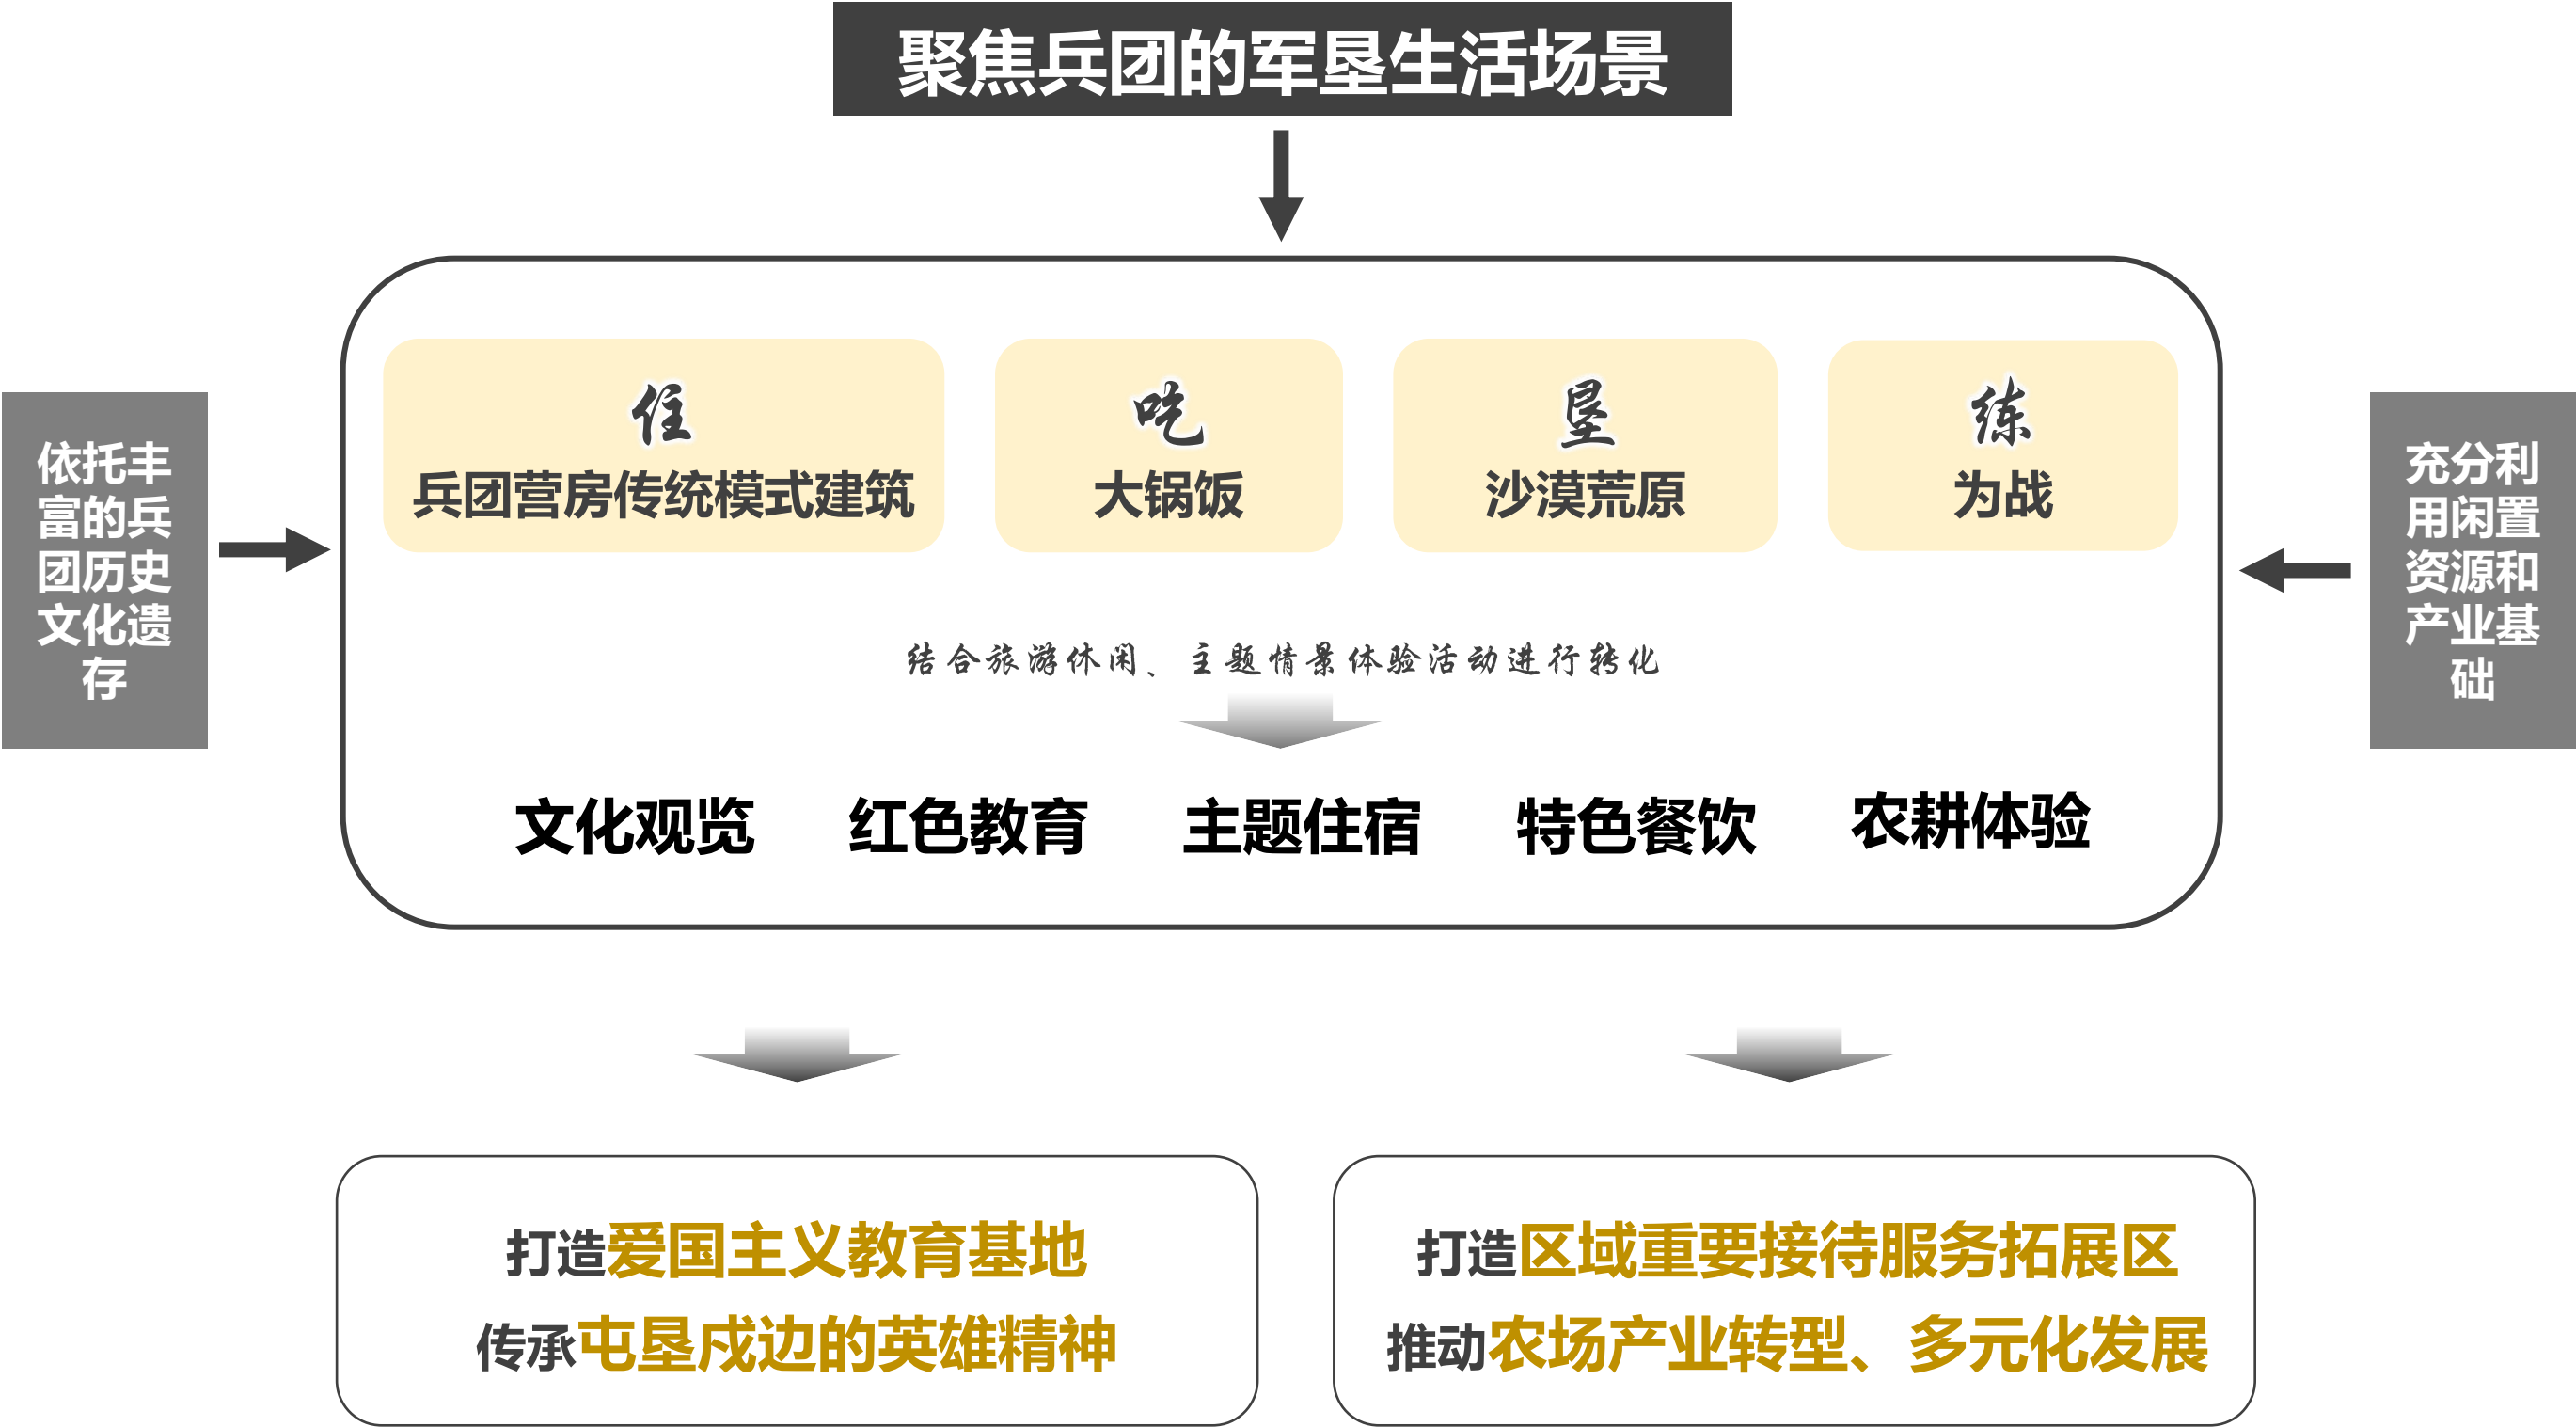 聚焦兵团的军垦生活场景
依托丰
富的兵
团历史
文化遗
存
住
兵团营房传统模式建筑
吃
大锅饭
垦
沙漠荒原
练
为战
充分利
用闲置
资源和
产业基
础
结合旅游休闲、主题情景体验活动进行转化
文化观览
红色教育
主题住宿
特色餐饮
农耕体验
打造爱国主义教育基地
传承屯垦戍边的英雄精神
打造区域重要接待服务拓展区
推动农场产业转型、多元化发展